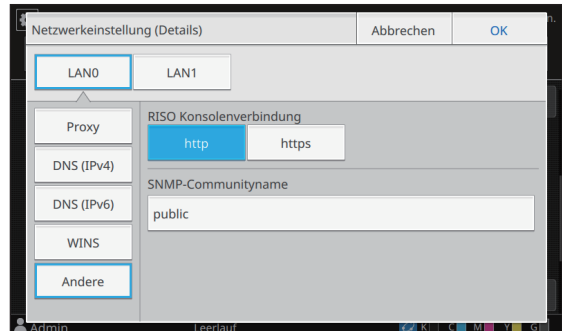 Netzwerkeinstellung (Details)
Abbrechen
OK
n.
LAN0
LAN1
Proxy
DNS (IPv4)
DNS (IPv6)
WINS
Andere
RISO Konsolenverbindung
http
https
SNMP-Communityname
public
Admin
Leerlauf
K
C
M
Y
G